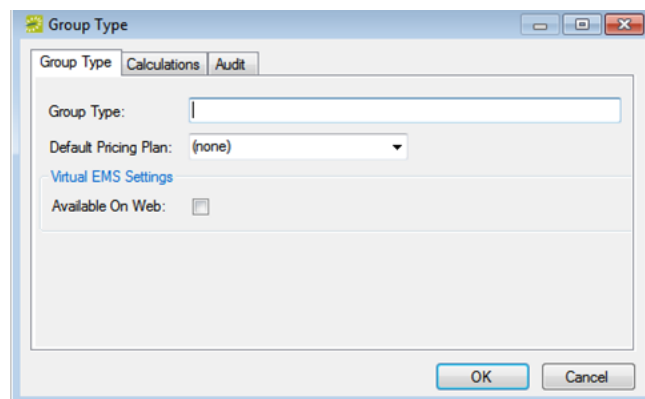 Group Type
Group Type Calculations Audit
Group Type:
Default Pricing Plan: (none)
Virtual EMS Settings
Available On Web:
OK Cancel